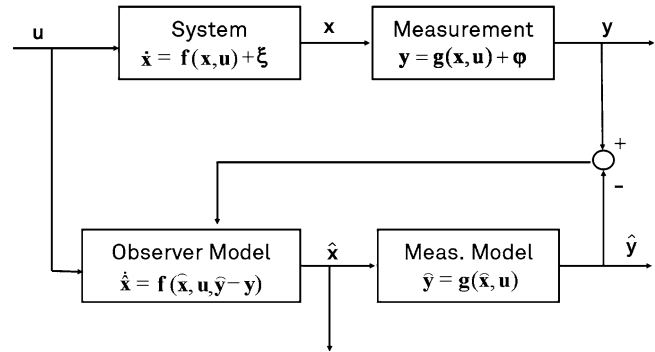 u
System
ẋ = f(x,u)+ξ
x
Measurement
y = g(x,u)+φ
y
+
-
Observer Model
x̂̇ = f(x̂, u, ŷ− y)
x̂
Meas. Model
ŷ = g(x̂, u)
ŷ